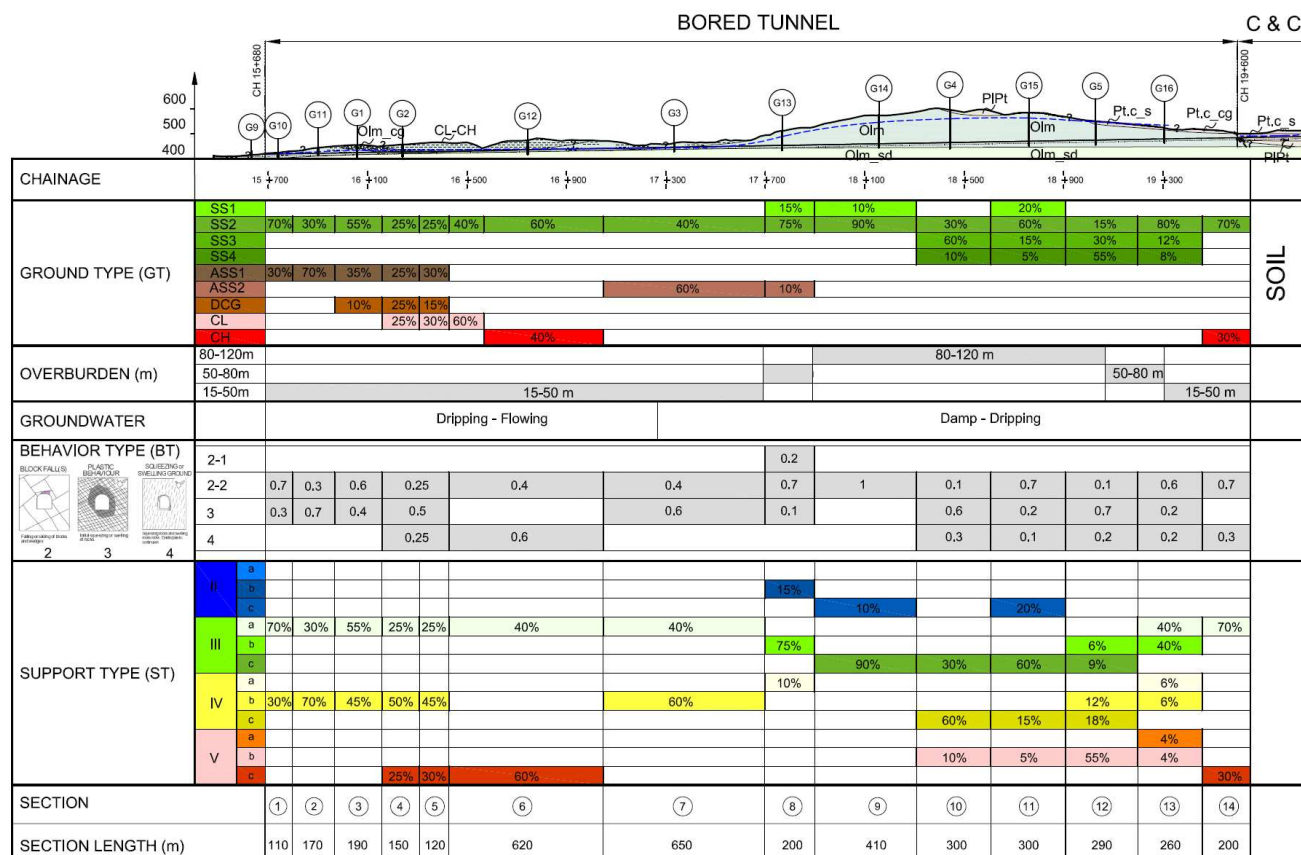 BORED TUNNEL
C & C
CH 15+680
CH 19+600
600
500
400
G9
G10
G11
G1
G2
G12
G3
G13
G14
G4
G15
G5
G16
Olm_cg
CL-CH
Olm
PlPt
Olm
Pt.c_s
Pt.c_cg
Pt.c_s
Olm_sd
Olm_sd
PlPt
CHAINAGE
15 +700 16 +100 16 +500 16 +900 17 +300 17 +700 18 +100 18 +500 18 +900 19 +300
GROUND TYPE (GT)
SS1 15% 10% 20%
SS2 70% 30% 55% 25% 25% 40% 60% 40% 75% 90% 30% 60% 15% 80% 70%
SS3 60% 15% 30% 12%
SS4 10% 5% 55% 8%
ASS1 30% 70% 35% 25% 30%
ASS2 60% 10%
DCG 10% 25% 15%
CL 25% 30% 60%
CH 40% 30%
SOIL
OVERBURDEN (m)
80-120m 80-120 m
50-80m 50-80 m
15-50m 15-50 m 15-50 m
GROUNDWATER Dripping - Flowing Damp - Dripping
BEHAVIOR TYPE (BT)
BLOCK FALL(S)
PLASTIC BEHAVIOUR
SQUEEZING or SWELLING GROUND
2 3 4
2-1 0.2
2-2 0.7 0.3 0.6 0.25 0.4 0.4 0.7 1 0.1 0.7 0.1 0.6 0.7
3 0.3 0.7 0.4 0.5 0.6 0.1 0.6 0.2 0.7 0.2
4 0.25 0.6 0.3 0.1 0.2 0.2 0.3
SUPPORT TYPE (ST)
II
a
b 15%
c 10% 20%
III
a 70% 30% 55% 25% 25% 40% 40% 40% 70%
b 75% 6% 40%
c 90% 30% 60% 9%
IV
a 10% 6%
b 30% 70% 45% 50% 45% 60% 12% 6%
c 60% 15% 18%
V
a 4%
b 10% 5% 55% 4%
c 25% 30% 60% 30%
SECTION 1 2 3 4 5 6 7 8 9 10 11 12 13 14
SECTION LENGTH (m) 110 170 190 150 120 620 650 200 410 300 300 290 260 200